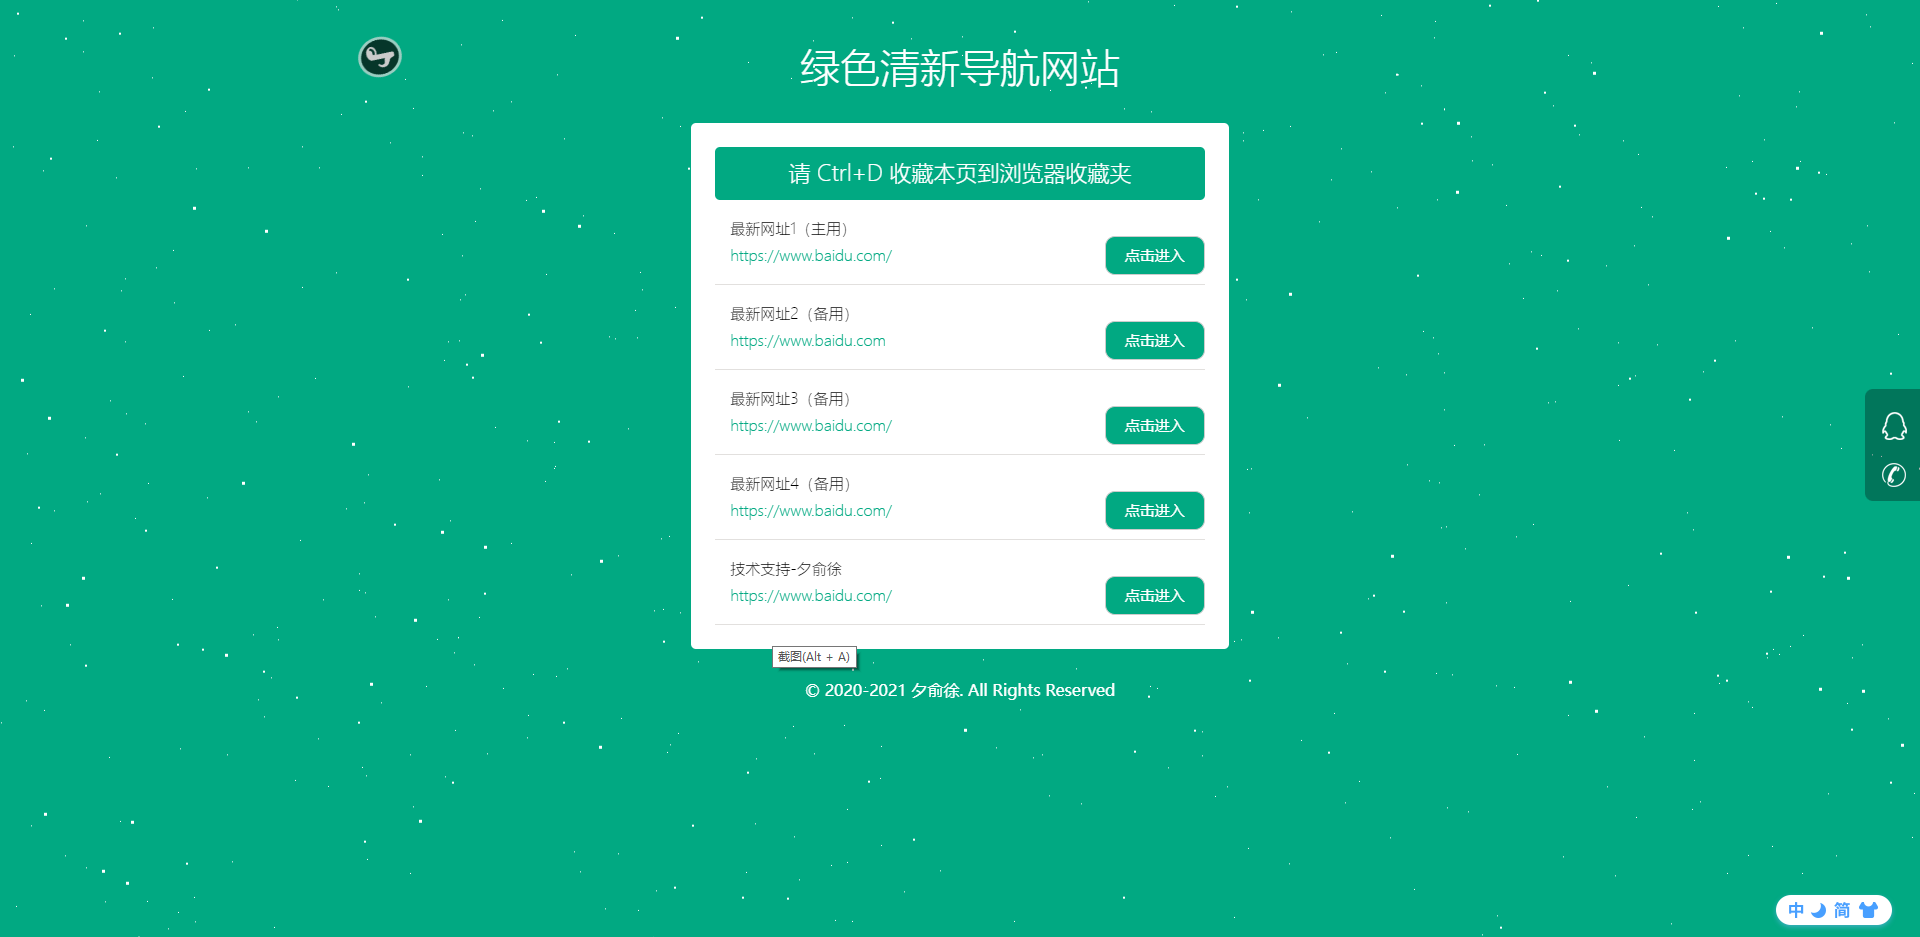 绿色清新导航网站
请 Ctrl+D 收藏本页到浏览器收藏夹
最新网址1（主用）
https://www.baidu.com/
点击进入
最新网址2（备用）
https://www.baidu.com
点击进入
最新网址3（备用）
https://www.baidu.com/
点击进入
最新网址4（备用）
https://www.baidu.com/
点击进入
技术支持-夕俞徐
https://www.baidu.com/
点击进入
截图(Alt + A)
© 2020-2021 夕俞徐. All Rights Reserved
中 简